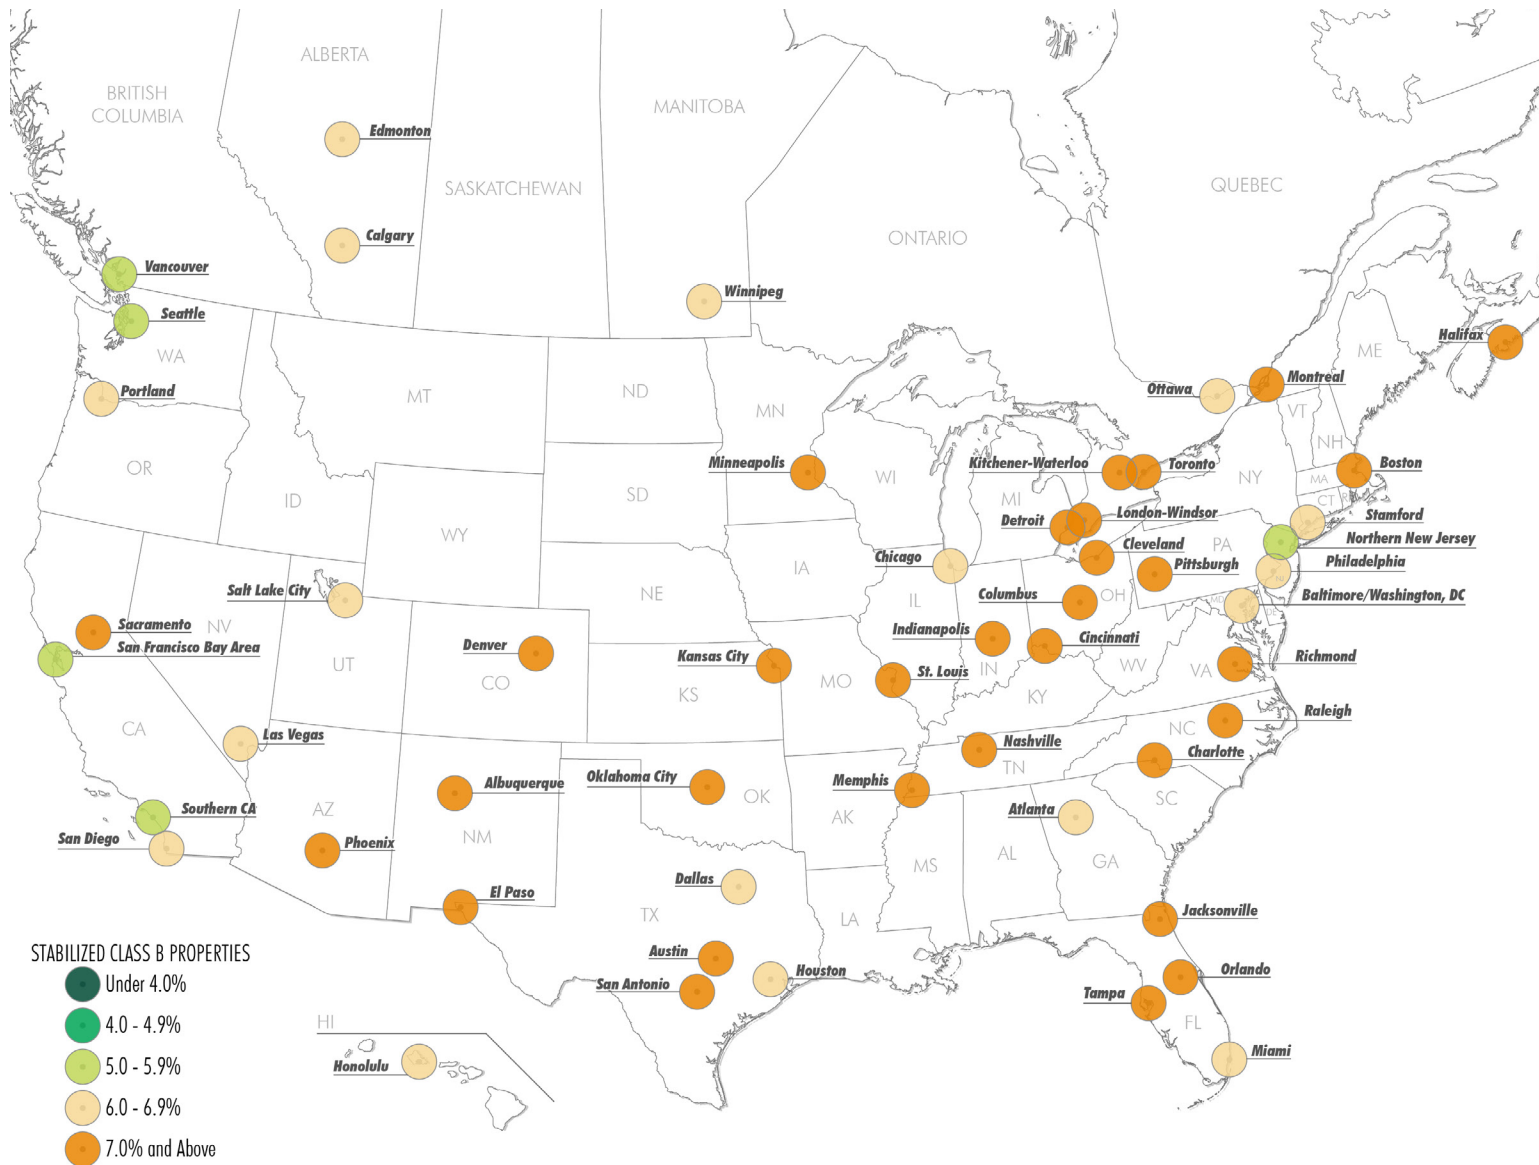 ALBERTA
BRITISH
COLUMBIA
MANITOBA
Edmonton
SASKATCHEWAN
QUEBEC
Calgary
ONTARIO
Vancouver
Winnipeg
Seattle
Halifax
WA
ME
Portland
Montreal
Ottawa
MT
ND
MN
VT
NH
OR
Minneapolis
Kitchener-Waterloo
Toronto
Boston
WI
NY
MA
ID
SD
MI
CT
RI
WY
Detroit
London-Windsor
Stamford
Northern New Jersey
PA
Cleveland
Chicago
Pittsburgh
Philadelphia
IA
NJ
Salt Lake City
NE
IL
Columbus
OH
MD
DE
Baltimore/Washington, DC
Sacramento
NV
San Francisco Bay Area
Denver
Indianapolis
Cincinnati
Kansas City
Richmond
UT
CO
KS
MO
St. Louis
IN
WV
VA
KY
Raleigh
CA
Las Vegas
Nashville
NC
Charlotte
TN
Albuquerque
Oklahoma City
OK
Memphis
SC
Southern CA
AZ
AK
Atlanta
San Diego
Phoenix
NM
MS
AL
GA
Dallas
El Paso
TX
LA
Jacksonville
STABILIZED CLASS B PROPERTIES
Under 4.0%
4.0 - 4.9%
5.0 - 5.9%
6.0 - 6.9%
7.0% and Above
Austin
San Antonio
Houston
Orlando
Tampa
FL
HI
Honolulu
Miami